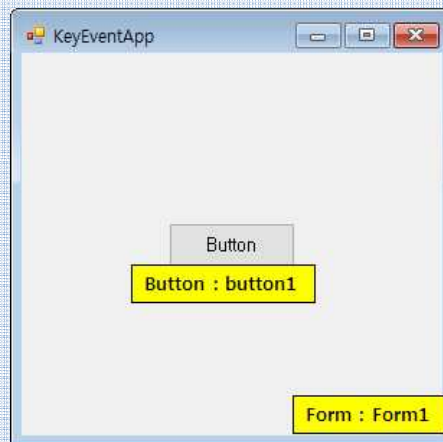 KeyEventApp
Button
Button : button1
Form : Form1